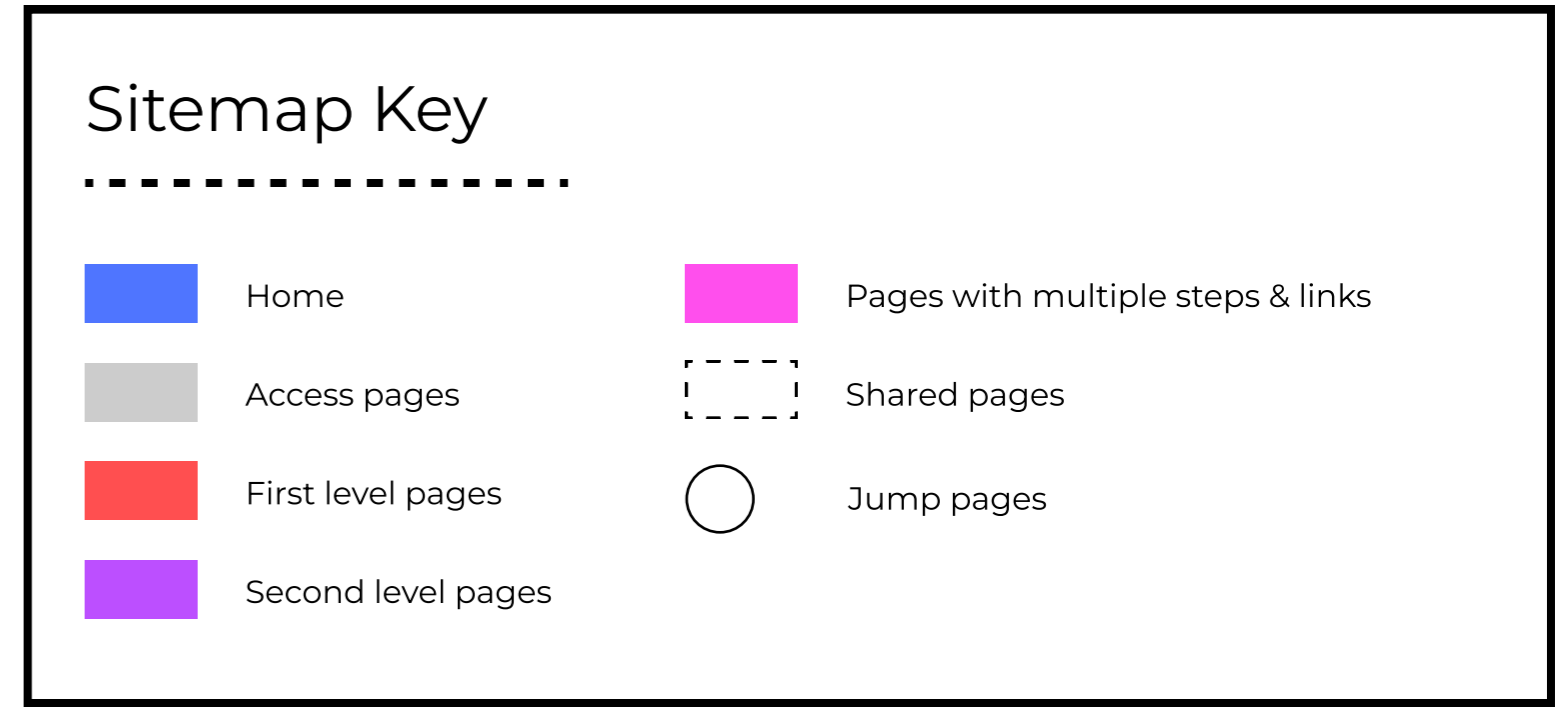 Sitemap Key
Home
Access pages
First level pages
Second level pages
Pages with multiple steps & links
Shared pages
Jump pages